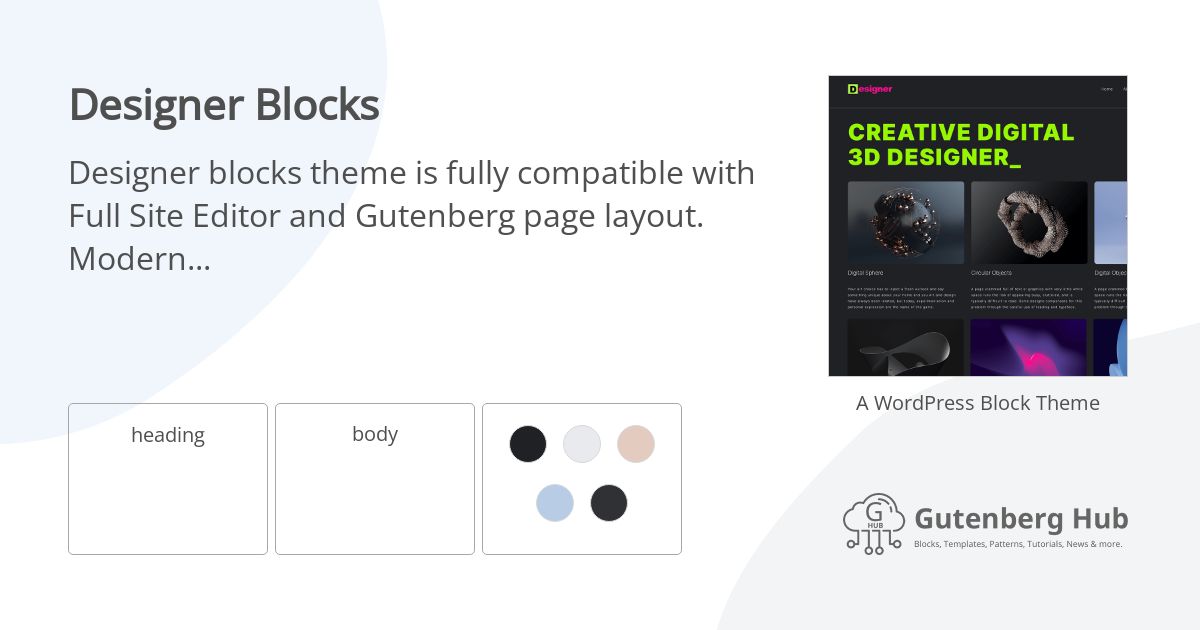 Designer Blocks
Designer blocks theme is fully compatible with
Full Site Editor and Gutenberg page layout.
Modern...
heading
body
Designer
Home
CREATIVE DIGITAL
3D DESIGNER_
Digital Sphere
Circular Objects
Digital Objec
A WordPress Block Theme
G
HUB
Gutenberg Hub
Blocks, Templates, Patterns, Tutorials, News & more.